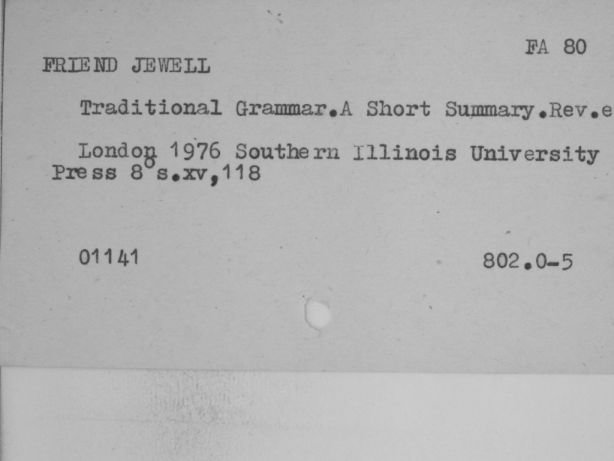 FA 80
FRIEND JEWELL
Traditional Grammar.A Short Summary.Rev.e
London 1976 Southern Illinois University
Press 8° s.xv,118
01141 802.0-5